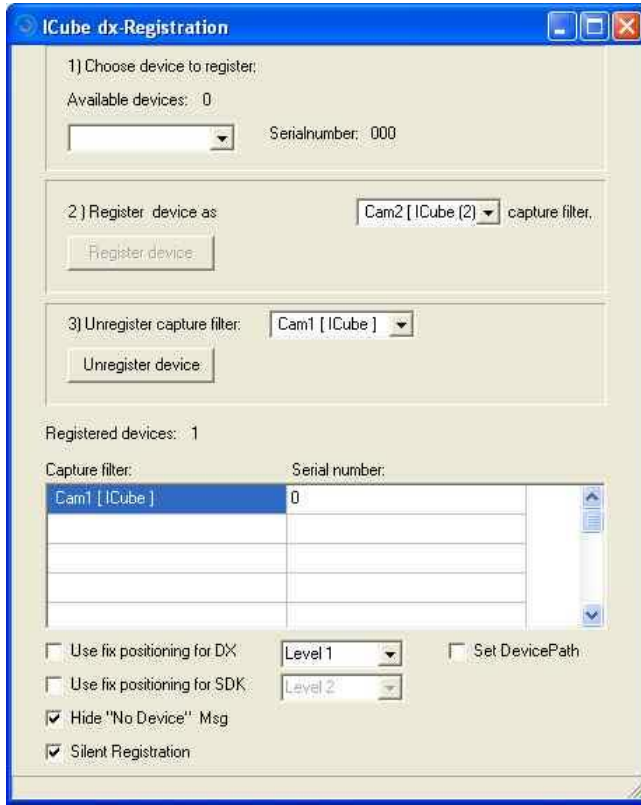 ICube dx-Registration
1) Choose device to register:
Available devices: 0
Serialnumber: 000
2 ) Register device as Cam2 [ ICube (2) capture filter.
Register device
3) Unregister capture filter: Cam1 [ ICube ]
Unregister device
Registered devices: 1
Capture filter: Serial number:
Cam1 [ ICube ] 0
Use fix positioning for DX Level 1 Set DevicePath
Use fix positioning for SDK Level 2
Hide "No Device" Msg
Silent Registration